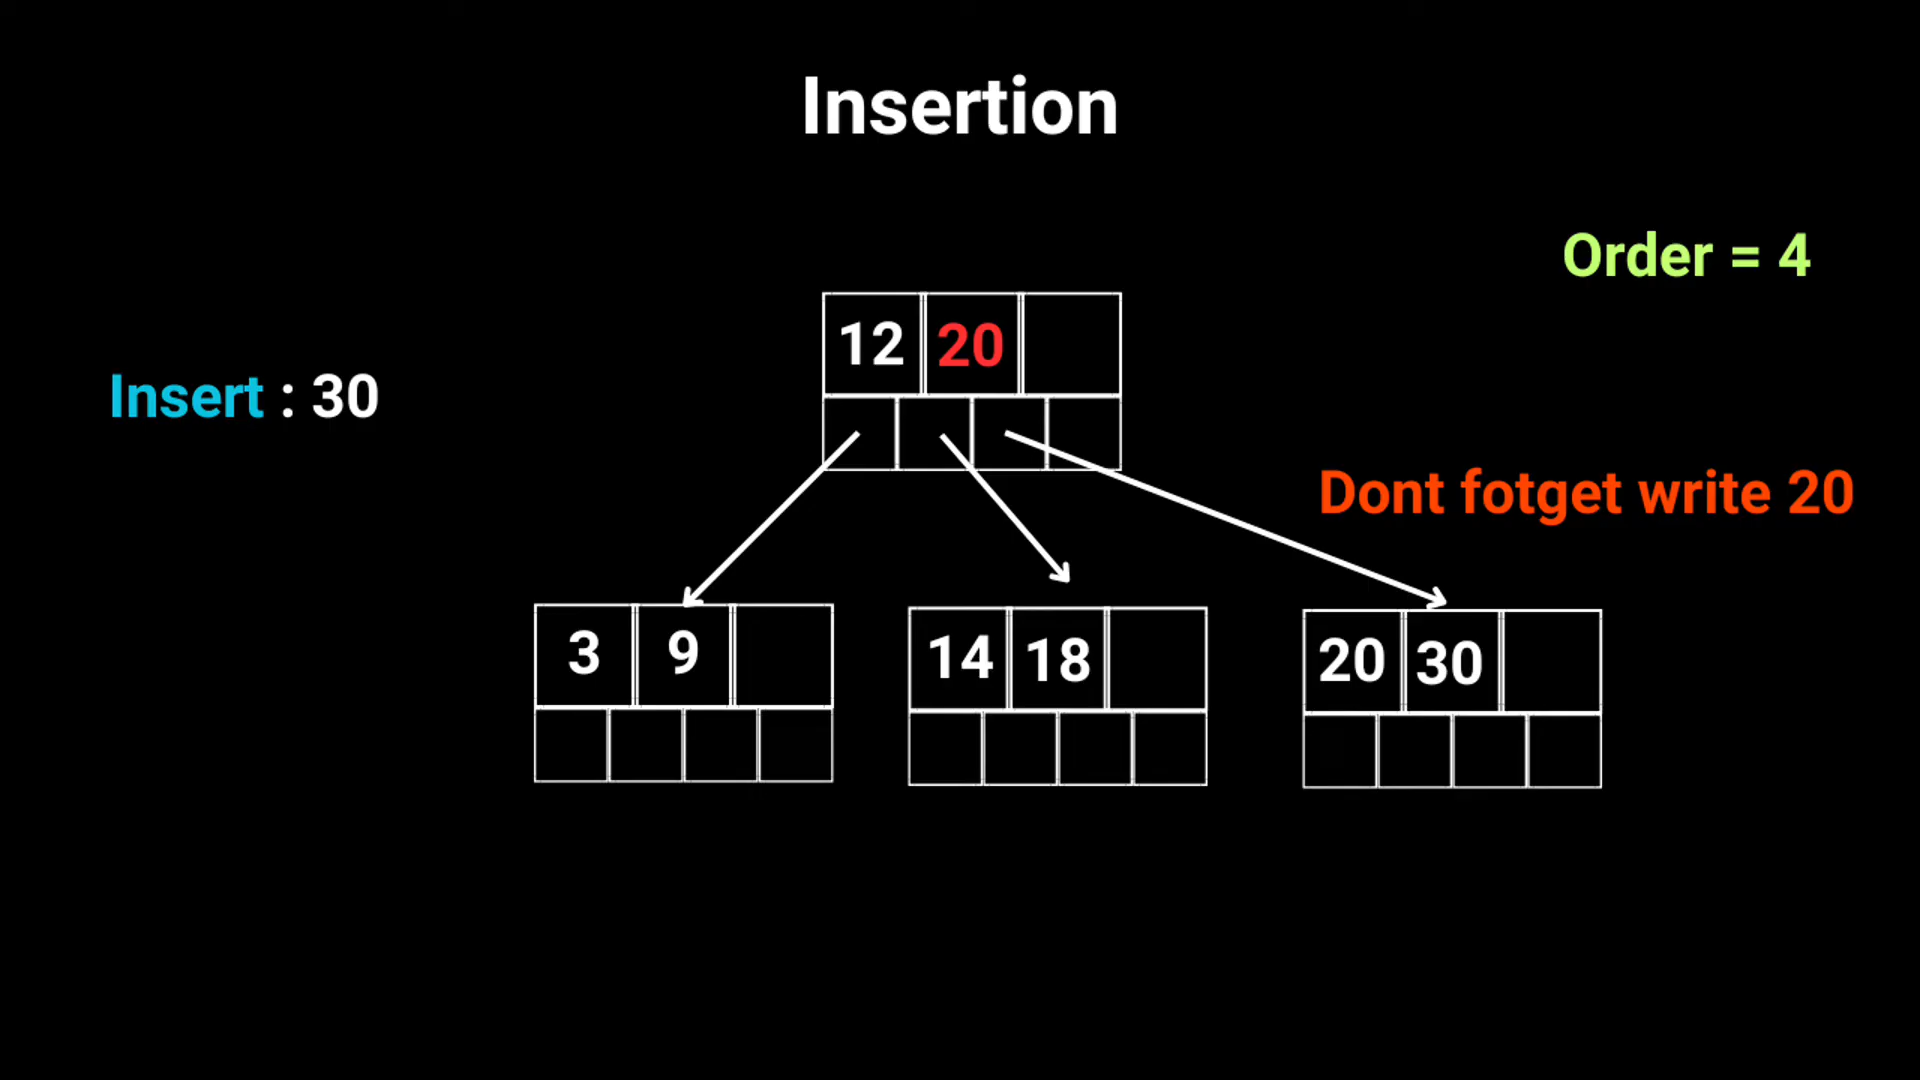 Insertion
Order = 4
12 20
Insert : 30
Dont fotget write 20
3 9
14 18
20 30